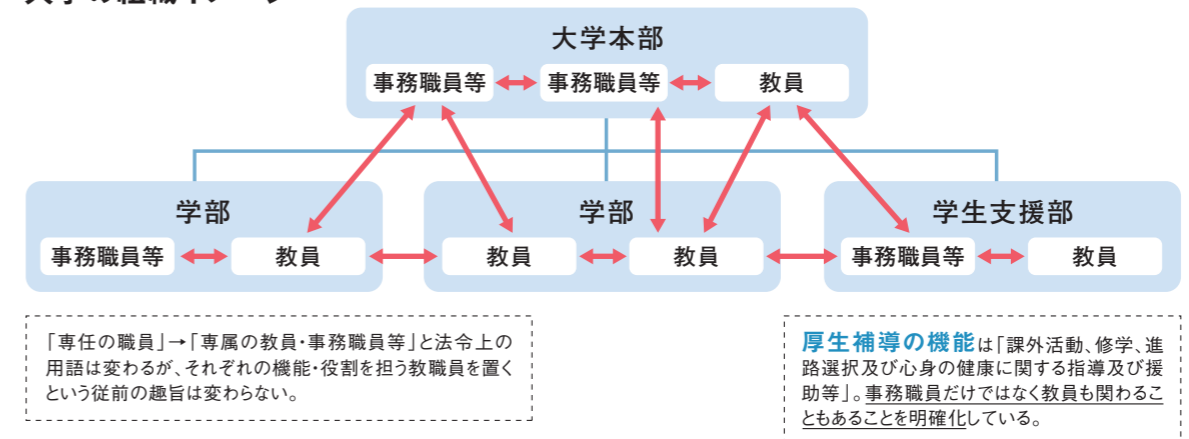 大学本部
事務職員等
事務職員等
教員
学部
事務職員等
教員
学部
教員
教員
学生支援部
事務職員等
教員
「専任の職員」→「専属の教員・事務職員等」と法令上の
用語は変わるが、それぞれの機能・役割を担う教職員を置く
という従前の趣旨は変わらない。
厚生補導の機能は「課外活動、修学、進
路選択及び心身の健康に関する指導及び援
助等」。事務職員だけではなく教員も関わるこ
ともあることを明確化している。